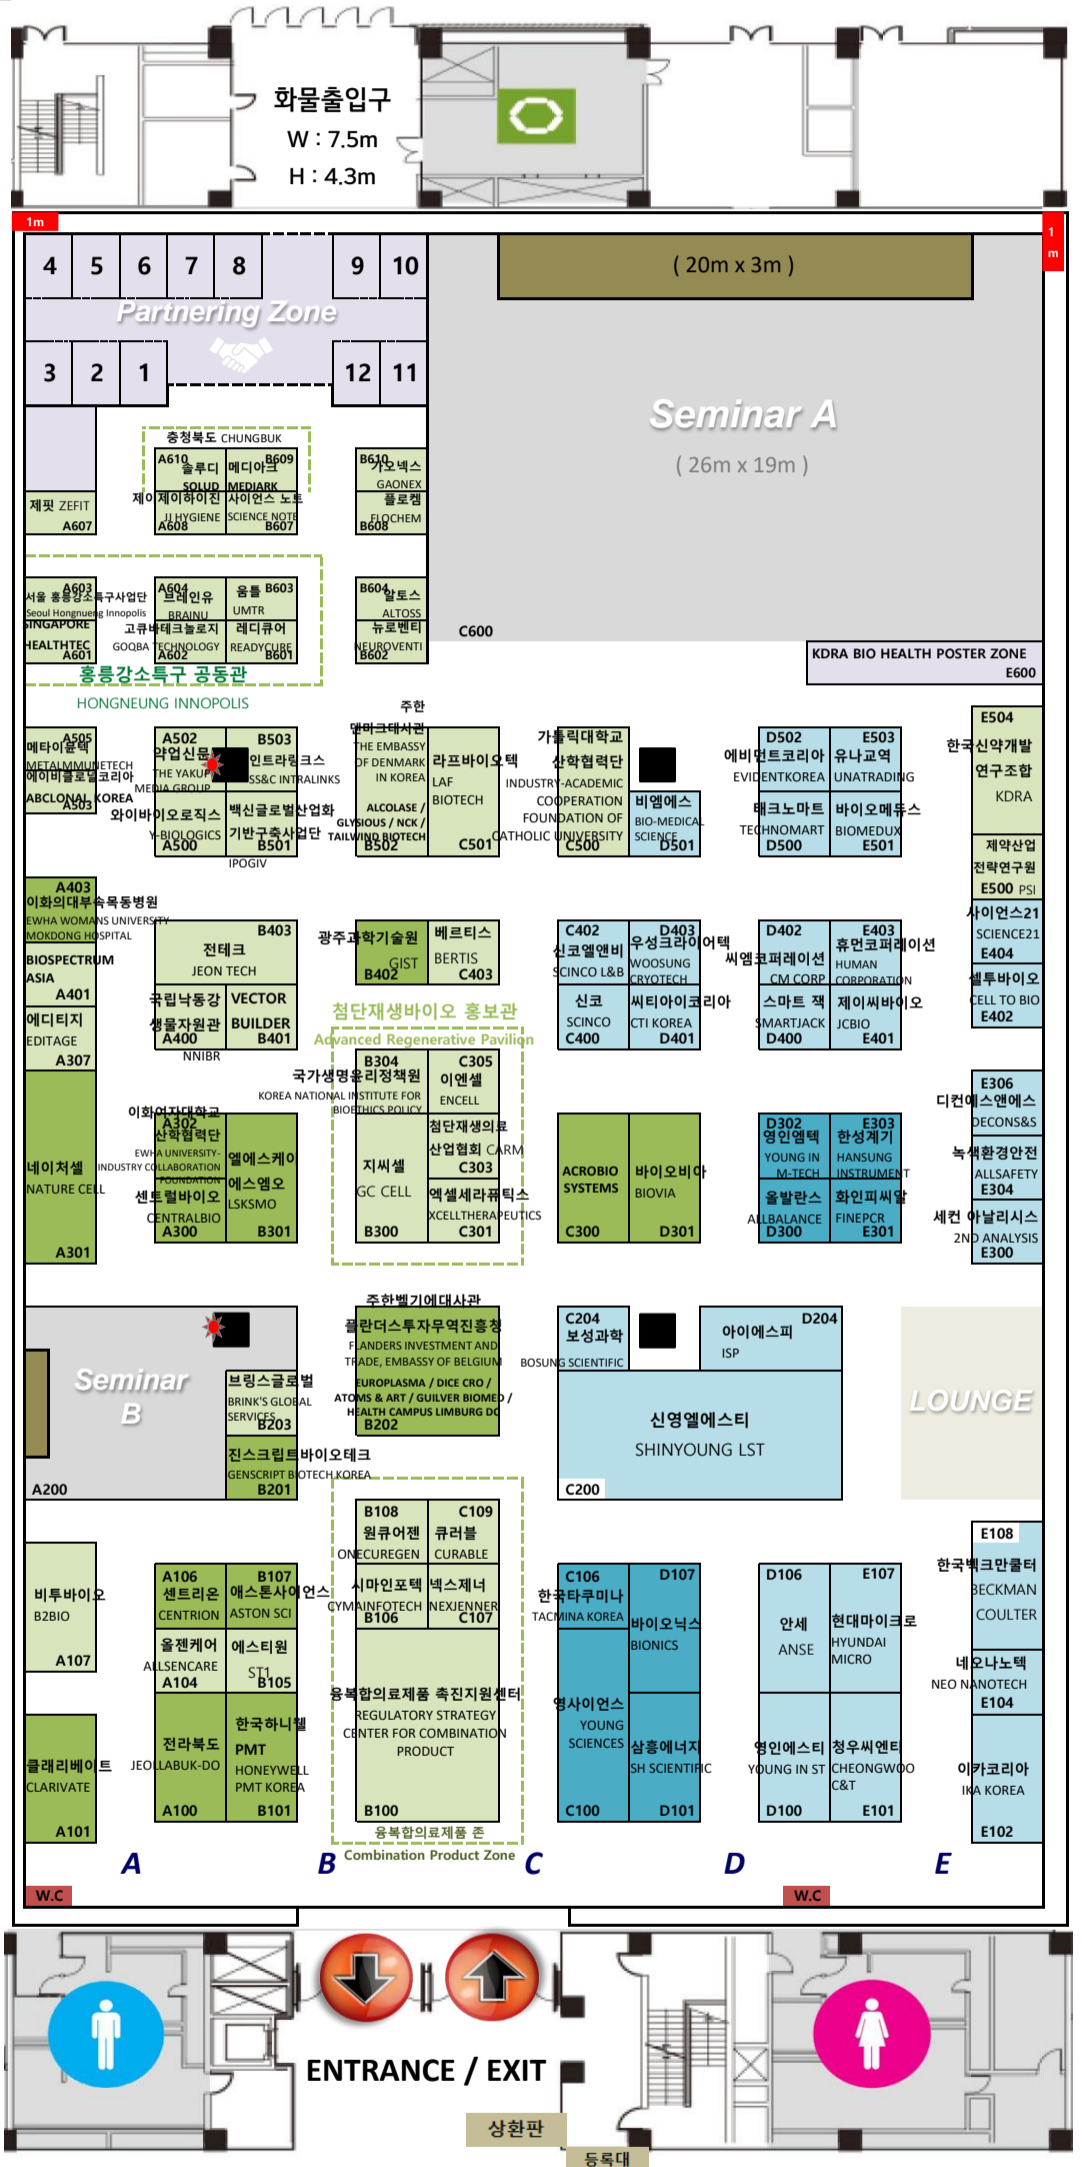 화물출입구
W : 7.5m
H : 4.3m
1m
1
m
4
5
6
7
8
9
10
( 20m x 3m )
Partnering Zone
3
2
1
12
11
Seminar A
( 26m x 19m )
C600
충청북도 CHUNGBUK
A610
솔루디
SOLUD
B609
메디아크
MEDIARK
B610
가오넥스
GAONEX
제핏 ZEFIT
A607
제이제이하이진
JJ HYGIENE
A608
사이언스 노트
SCIENCE NOTE
B607
플로켐
FLOCHEM
B608
A603
서울 홍릉강소특구사업단
Seoul Hongnueng Innopolis
A604
브레인유
BRAINU
B603
움틀
UMTR
B604
알토스
ALTOSS
SINGAPORE
HEALTHTEC
A601
고큐바테크놀로지
GOQBA TECHNOLOGY
A602
레디큐어
READYCURE
B601
뉴로벤티
NEUROVENTI
B602
홍릉강소특구 공동관
HONGNEUNG INNOPOLIS
KDRA BIO HEALTH POSTER ZONE
E600
A505
메타이뮨텍
METALMMUNETECH
에이비클로널코리아
ABCLONAL KOREA
A503
A502
약업신문
THE YAKUP
MEDIA GROUP
B503
인트라링크스
SS&C INTRALINKS
와이바이오로직스
Y-BIOLOGICS
A500
백신글로벌산업화
기반구축사업단
B501
IPOGIV
주한
덴마크대사관
THE EMBASSY
OF DENMARK
IN KOREA
ALCOLASE /
GLYSIOUS / NCK /
TAILWIND BIOTECH
B502
라프바이오텍
LAF
BIOTECH
C501
가톨릭대학교
산학협력단
INDUSTRY-ACADEMIC
COOPERATION
FOUNDATION OF
CATHOLIC UNIVERSITY
C500
비엠에스
BIO-MEDICAL
SCIENCE
D501
D502
에비던트코리아
EVIDENTKOREA
E503
유나교역
UNATRADING
테크노마트
TECHNOMART
D500
바이오메듀스
BIOMEDUX
E501
E504
한국신약개발
연구조합
KDRA
제약산업
전략연구원
E500 PSI
A403
이화의대부속목동병원
EWHA WOMANS UNIVERSITY
MOKDONG HOSPITAL
BIOSPECTRUM
ASIA
A401
에디티지
EDITAGE
A307
B403
전테크
JEON TECH
국립낙동강
생물자원관
A400
NNIBR
VECTOR
BUILDER
B401
광주과학기술원
GIST
B402
베르티스
BERTIS
C403
C402
신코엘앤비
SCINCO L&B
D403
우성크라이어텍
WOOSUNG
CRYOTECH
신코
SCINCO
C400
씨티아이코리아
CTI KOREA
D401
D402
씨엠코퍼레이션
CM CORP
E403
휴먼코퍼레이션
HUMAN
CORPORATION
스마트 잭
SMARTJACK
D400
제이씨바이오
JCBIO
E401
사이언스21
SCIENCE21
E404
셀투바이오
CELL TO BIO
E402
첨단재생바이오 홍보관
Advanced Regenerative Pavilion
B304
국가생명윤리정책원
KOREA NATIONAL INSTITUTE FOR
BIOETHICS POLICY
C305
이엔셀
ENCELL
지씨셀
GC CELL
B300
첨단재생의료
산업협회 CARM
C303
엑셀세라퓨틱스
XCELLTHERAPEUTICS
C301
네이처셀
NATURE CELL
A301
이화여자대학교
A302
산학협력단
EWHA UNIVERSITY-
INDUSTRY COLLABORATION
FOUNDATION
센트럴바이오
CENTRALBIO
A300
엘에스케이
에스엠오
LSKSMO
B301
ACROBIO
SYSTEMS
C300
바이오비아
BIOVIA
D301
D302
영인엠텍
YOUNG IN
M-TECH
E303
한성계기
HANSUNG
INSTRUMENT
올발란스
ALLBALANCE
D300
화인피씨알
FINEPCR
E301
E306
디컨에스앤에스
DECONS&S
녹색환경안전
ALLSAFETY
E304
세컨 아날리시스
2ND ANALYSIS
E300
Seminar
B
A200
브링스글로벌
BRINK'S GLOBAL
SERVICES
B203
진스크립트바이오테크
GENSCRIPT BIOTECH KOREA
B201
주한벨기에대사관
플란더스투자무역진흥청
FLANDERS INVESTMENT AND
TRADE, EMBASSY OF BELGIUM
EUROPLASMA / DICE CRO /
ATOMS & ART / GUILVER BIOMED /
HEALTH CAMPUS LIMBURG DC
B202
C204
보성과학
BOSUNG SCIENTIFIC
D204
아이에스피
ISP
신영엘에스티
SHINYOUNG LST
C200
LOUNGE
B108
원큐어젠
ONECUREGEN
C109
큐러블
CURABLE
시마인포텍
CYMAINFOTECH
B106
넥스제너
NEXJENNER
C107
융복합의료제품 촉진지원센터
REGULATORY STRATEGY
CENTER FOR COMBINATION
PRODUCT
B100
융복합의료제품 존
Combination Product Zone
비투바이오
B2BIO
A107
클래리베이트
CLARIVATE
A101
A106
센트리온
CENTRION
B107
애스톤사이언스
ASTON SCI
올젠케어
ALLSENCARE
A104
에스티원
ST1
B105
전라북도
JEOLLABUK-DO
A100
한국하니웰
PMT
HONEYWELL
PMT KOREA
B101
C106
한국타쿠미나
TACMINA KOREA
D107
바이오닉스
BIONICS
영사이언스
YOUNG
SCIENCES
C100
삼흥에너지
SH SCIENTIFIC
D101
D106
안세
ANSE
E107
현대마이크로
HYUNDAI
MICRO
영인에스티
YOUNG IN ST
D100
청우씨엔티
CHEONGWOO
C&T
E101
E108
한국벡크만쿨터
BECKMAN
COULTER
네오나노텍
NEO NANOTECH
E104
이카코리아
IKA KOREA
E102
A
B
C
D
E
W.C
W.C
ENTRANCE / EXIT
상환판
등록대